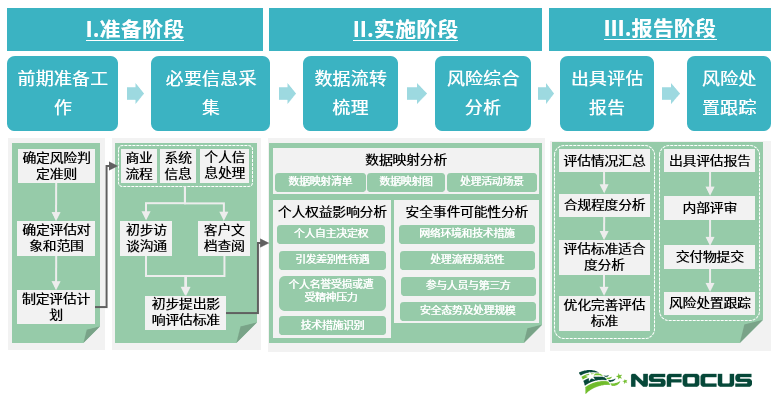 I.准备阶段
II.实施阶段
III.报告阶段
前期准备工
作
必要信息采
集
数据流转
梳理
风险综合
分析
出具评估
报告
风险处
置跟踪
确定风险判
定准则
确定评估对
象和范围
制定评估计
划
商业
流程
系统
信息
个人信
息处理
初步访
谈沟通
客户文
档查阅
初步提出影
响评估标准
数据映射分析
数据映射清单
数据映射图
处理活动场景
个人权益影响分析
个人自主决定权
引发差别性待遇
个人名誉受损或遭
受精神压力
技术措施识别
安全事件可能性分析
网络环境和技术措施
处理流程规范性
参与人员与第三方
安全态势及处理规模
评估情况汇总
合规程度分析
评估标准适合
度分析
优化完善评估
标准
出具评估报告
内部评审
交付物提交
风险处置跟踪
NSFOCUS